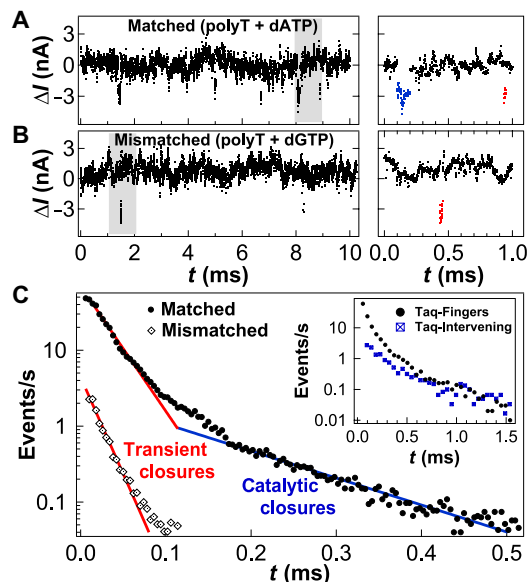 A
Matched (polyT + dATP)
ΔI (nA)
3
0
-3
B
Mismatched (polyT + dGTP)
ΔI (nA)
3
0
-3
0 2 4 6 8 10
t (ms)
0.0 0.5 1.0
t (ms)
C
Matched
Mismatched
Events/s
10
1
0.1
Transient
closures
Catalytic
closures
0.0 0.1 0.2 0.3 0.4 0.5
t (ms)
Taq-Fingers
Taq-Intervening
Events/s
10
1
0.1
0.01
0.0 0.5 1.0 1.5
t (ms)